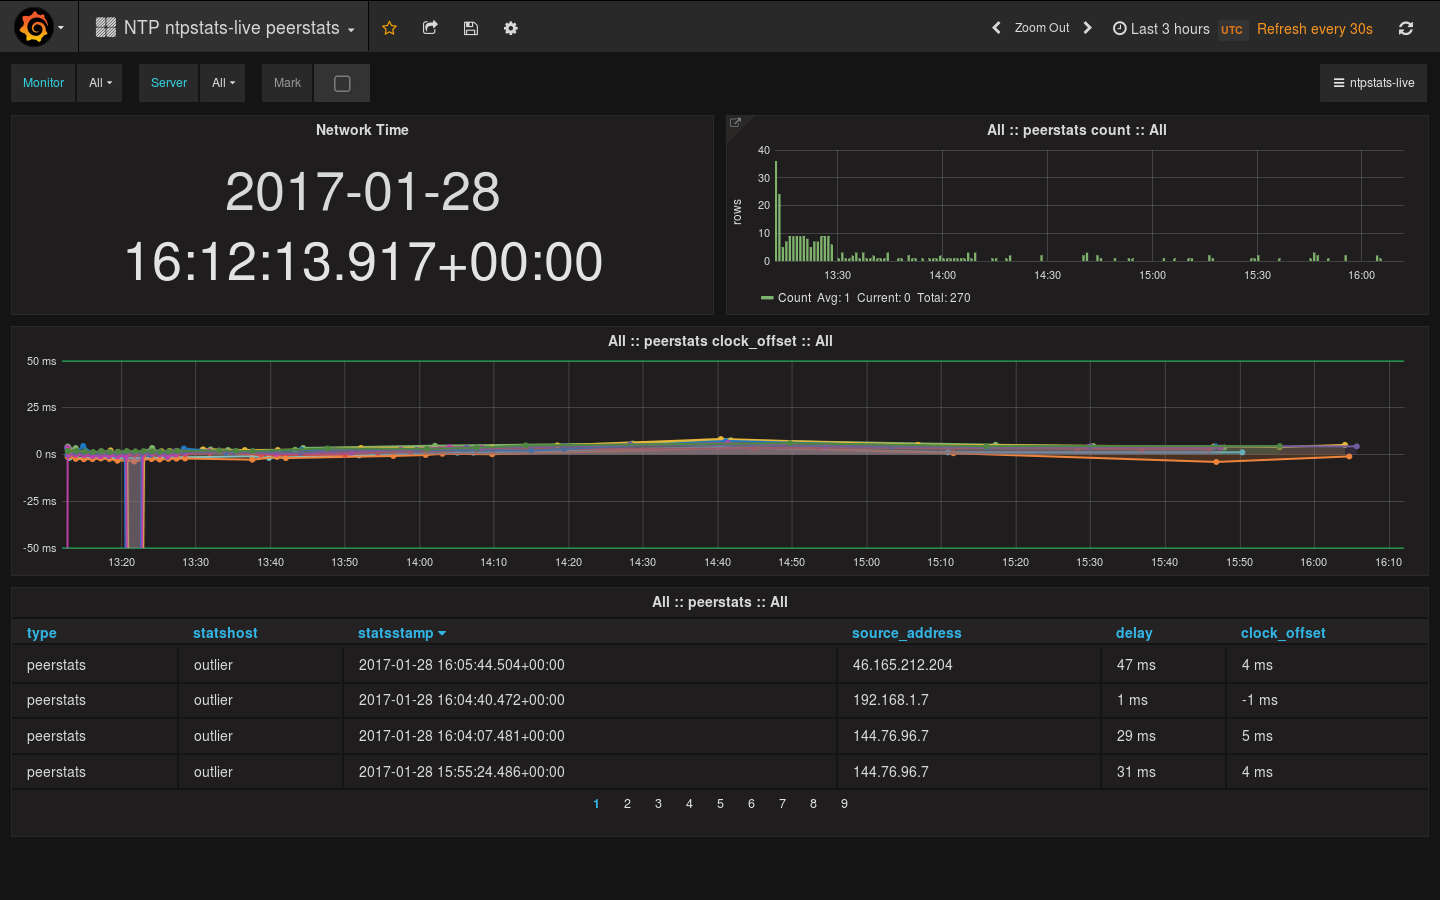 NTP ntpstats-live peerstats
Zoom Out Last 3 hours UTC Refresh every 30s
Monitor All Server All Mark ntpstats-live
Network Time
2017-01-28
16:12:13.917+00:00
All :: peerstats count :: All
rows
40
30
20
10
0
13:30 14:00 14:30 15:00 15:30 16:00
Count Avg: 1 Current: 0 Total: 270
All :: peerstats clock_offset :: All
50 ms
25 ms
0 ns
-25 ms
-50 ms
13:20 13:30 13:40 13:50 14:00 14:10 14:20 14:30 14:40 14:50 15:00 15:10 15:20 15:30 15:40 15:50 16:00 16:10
All :: peerstats :: All
type statshost statsstamp source_address delay clock_offset
peerstats outlier 2017-01-28 16:05:44.504+00:00 46.165.212.204 47 ms 4 ms
peerstats outlier 2017-01-28 16:04:40.472+00:00 192.168.1.7 1 ms -1 ms
peerstats outlier 2017-01-28 16:04:07.481+00:00 144.76.96.7 29 ms 5 ms
peerstats outlier 2017-01-28 15:55:24.486+00:00 144.76.96.7 31 ms 4 ms
1 2 3 4 5 6 7 8 9